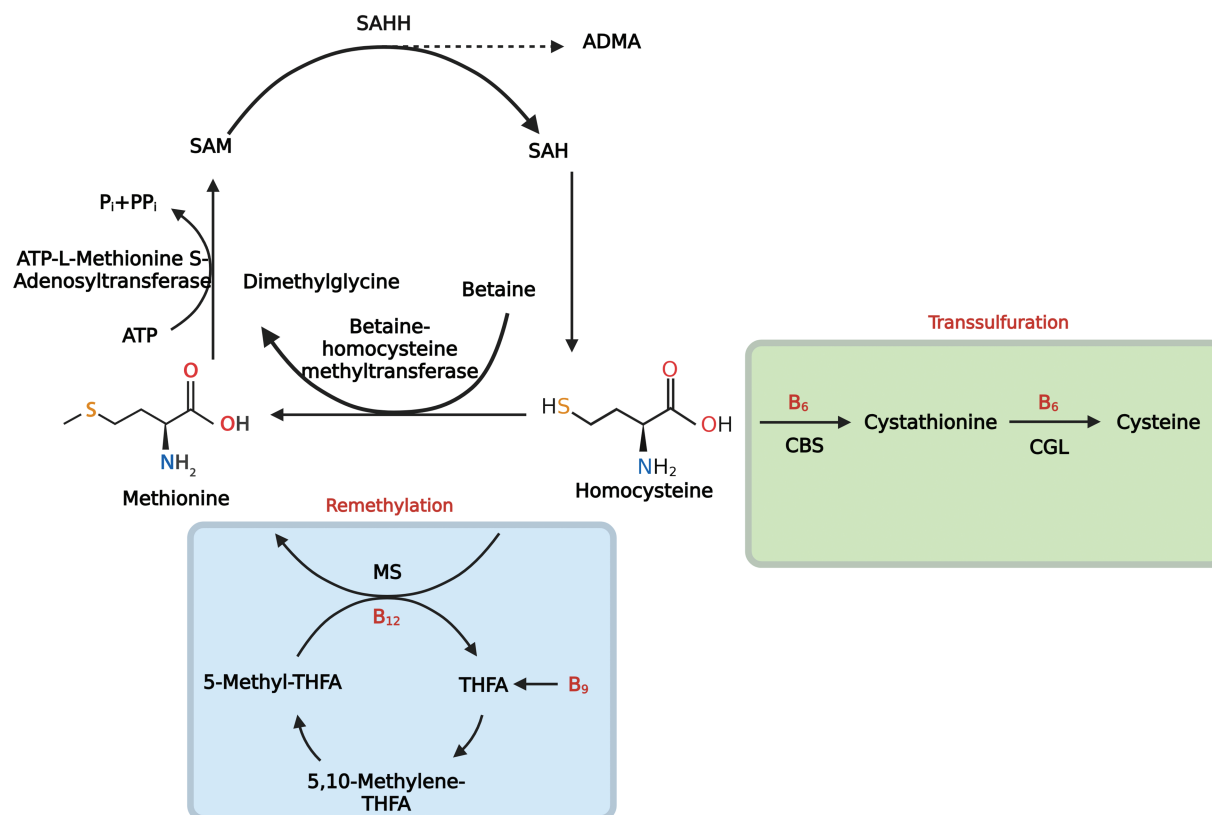 SAHH
ADMA
SAM
SAH
Pi+PPi
ATP-L-Methionine S-
Adenosyltransferase
ATP
Dimethylglycine
Betaine
Betaine-
homocysteine
methyltransferase
O
S
OH
NH2
Methionine
O
HS
OH
NH2
Homocysteine
Transsulfuration
B6
CBS
Cystathionine
B6
CGL
Cysteine
Remethylation
MS
B12
5-Methyl-THFA
THFA
B9
5,10-Methylene-
THFA